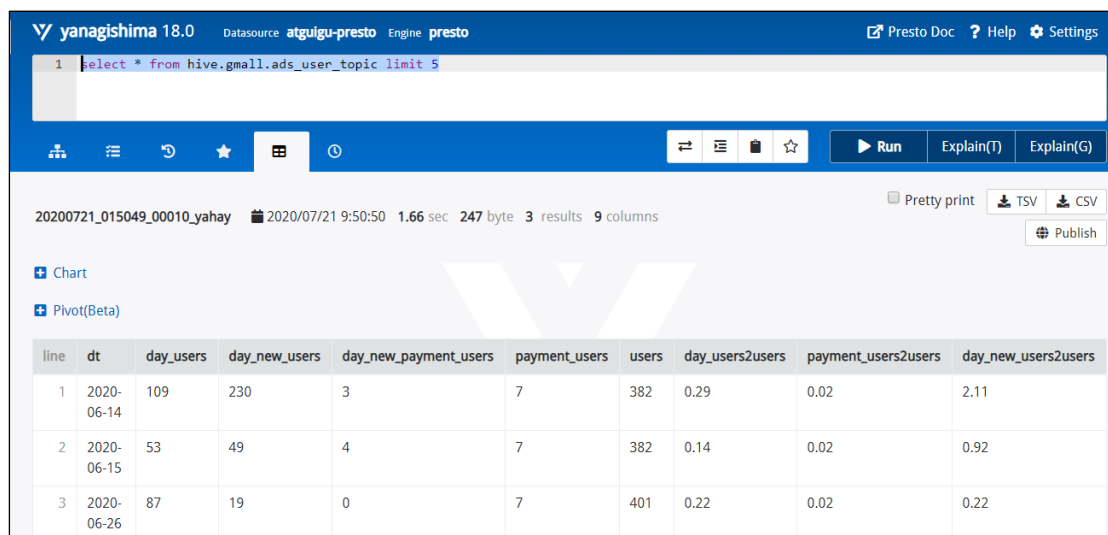 yanagishima 18.0 Datasource atguigu-presto Engine presto Presto Doc ? Help Settings
1 select * from hive.gmall.ads_user_topic limit 5
Run Explain(T) Explain(G)
Pretty print TSV CSV
20200721_015049_00010_yahay 2020/07/21 9:50:50 1.66 sec 247 byte 3 results 9 columns
Publish
Chart
Pivot(Beta)
line dt day_users day_new_users day_new_payment_users payment_users users day_users2users payment_users2users day_new_users2users
1 2020- 109 230 3 7 382 0.29 0.02 2.11
06-14
2 2020- 53 49 4 7 382 0.14 0.02 0.92
06-15
3 2020- 87 19 0 7 401 0.22 0.02 0.22
06-26